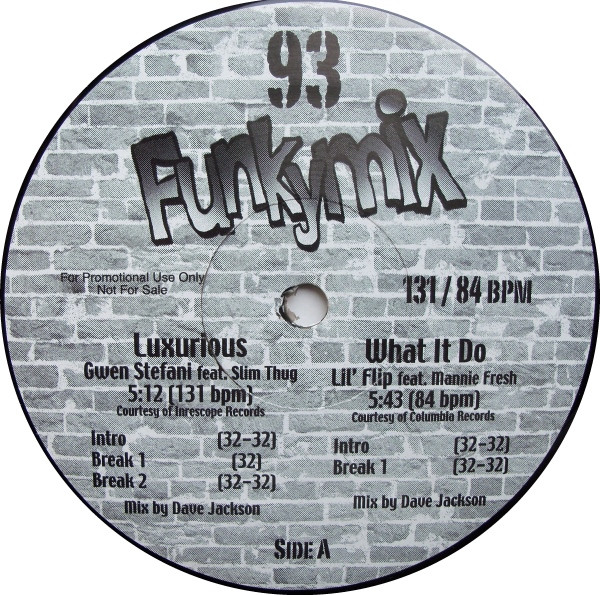 93
Funkymix
For Promotional Use Only
Not For Sale
131 / 84 BPM
Luxurious
Gwen Stefani feat. Slim Thug
5:12 (131 bpm)
Courtesy of Inrescope Records
Intro (32-32)
Break 1 (32)
Break 2 (32-32)
Mix by Dave Jackson
What It Do
Lil' Flip feat. Mannie Fresh
5:43 (84 bpm)
Courtesy of Columbia Records
Intro (32-32)
Break 1 (32-32)
Mix by Dave Jackson
SIDE A